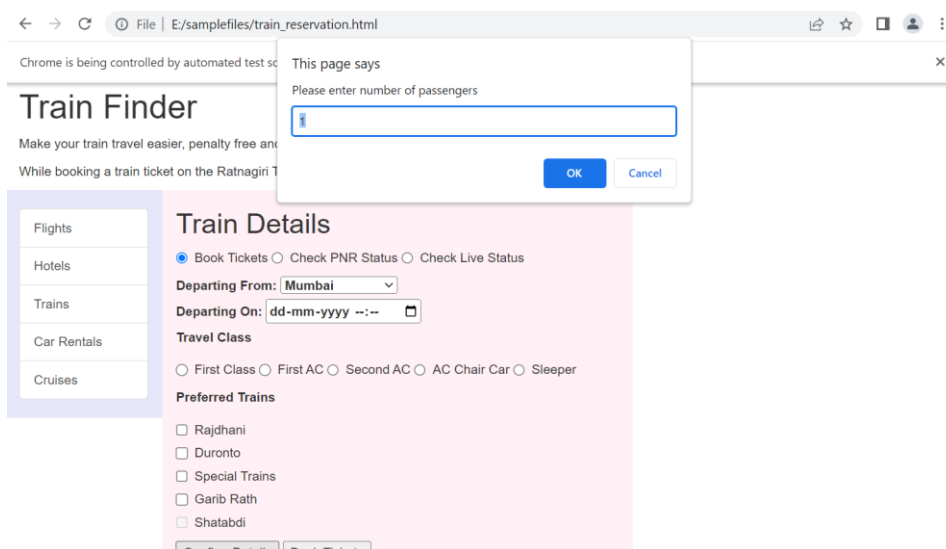 File | E:/samplefiles/train_reservation.html
Chrome is being controlled by automated test
This page says
Please enter number of passengers
1
OK Cancel
Train Finder
Make your train travel easier, penalty free
While booking a train ticket on the Ratnagiri
Flights
Hotels
Trains
Car Rentals
Cruises
Train Details
Book Tickets Check PNR Status Check Live Status
Departing From: Mumbai
Departing On: dd-mm-yyyy --:--
Travel Class
First Class First AC Second AC AC Chair Car Sleeper
Preferred Trains
Rajdhani
Duronto
Special Trains
Garib Rath
Shatabdi